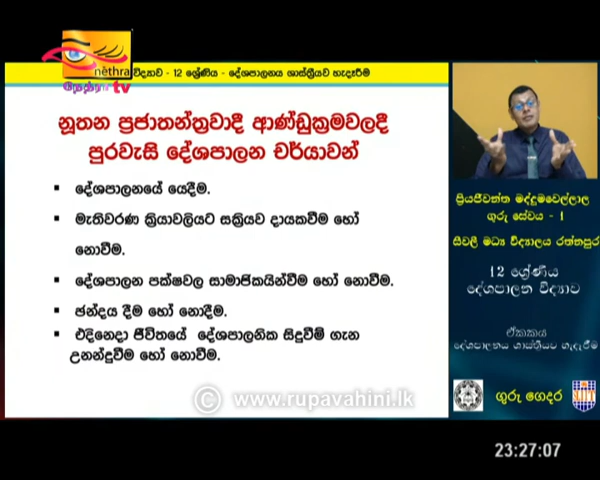 nēthra
tv
විද්‍යාව - 12 ශ්‍රේණිය - දේශපාලනය ශාස්ත්‍රීයව හැදෑරීම
නූතන ප්‍රජාතන්ත්‍රවාදී ආණ්ඩුක්‍රමවලදී
පුරවැසි දේශපාලන චර්යාවන්
▪ දේශපාලනයේ යෙදීම.
▪ මැතිවරණ ක්‍රියාවලියට සක්‍රියව දායකවීම හෝ
නොවීම.
▪ දේශපාලන පක්ෂවල සාමාජිකයින්වීම හෝ නොවීම.
▪ ඡන්දය දීම හෝ නොදීම.
▪ එදිනෙදා ජීවිතයේ දේශපාලනික සිදුවීම් ගැන
උනන්දුවීම හෝ නොවීම.
© www.rupavahini.lk
ප්‍රියජීවන්ත මද්දුමවෙල්ලාල
ගුරු සේවය - 1
සීවලී මධ්‍ය විද්‍යාලය රත්නපුර
12 ශ්‍රේණිය
දේශපාලන විද්‍යාව
ඒකකය
දේශපාලනය ශාස්ත්‍රීයව හැදෑරීම
ගුරු ගෙදර
23:27:07